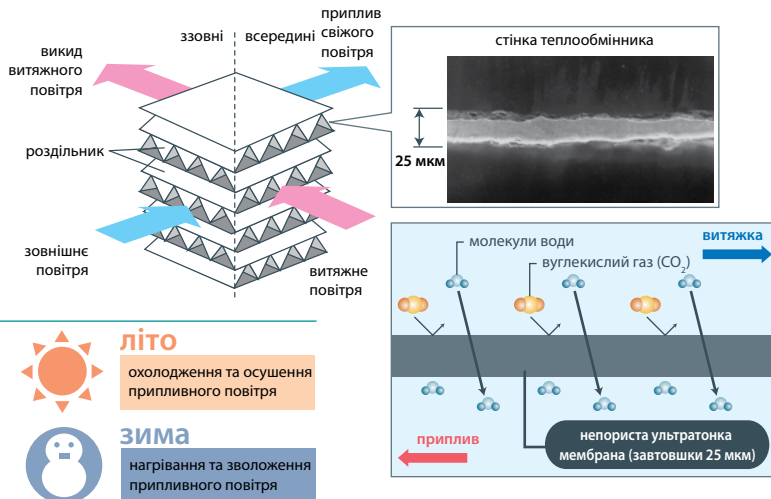 ззовні
всередині
приплив
свіжого
повітря
викид
витяжного
повітря
роздільник
зовнішнє
повітря
витяжне
повітря
стінка теплообмінника
25 мкм
молекули води
вуглекислий газ (CO₂)
витяжка
приплив
непориста ультратонка
мембрана (завтовшки 25 мкм)
літо
охолодження та осушення
припливного повітря
зима
нагрівання та зволоження
припливного повітря